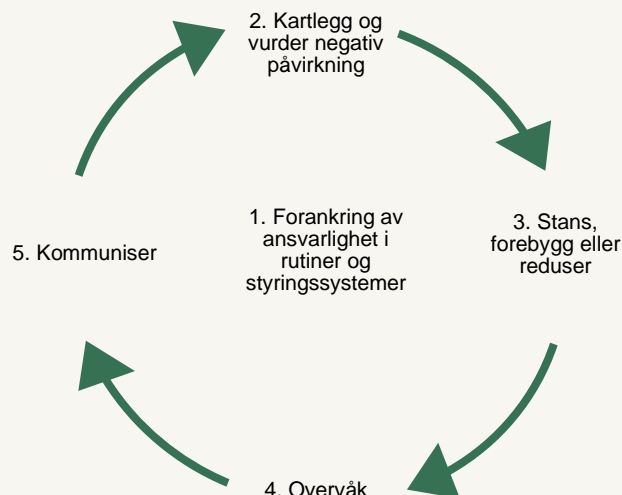 2. Kartlegg og
vurder negativ
påvirkning
1. Forankring av
ansvarlighet i
rutiner og
styringssystemer
3. Stans,
forebygg eller
reduser
5. Kommuniser
4. Overvåk